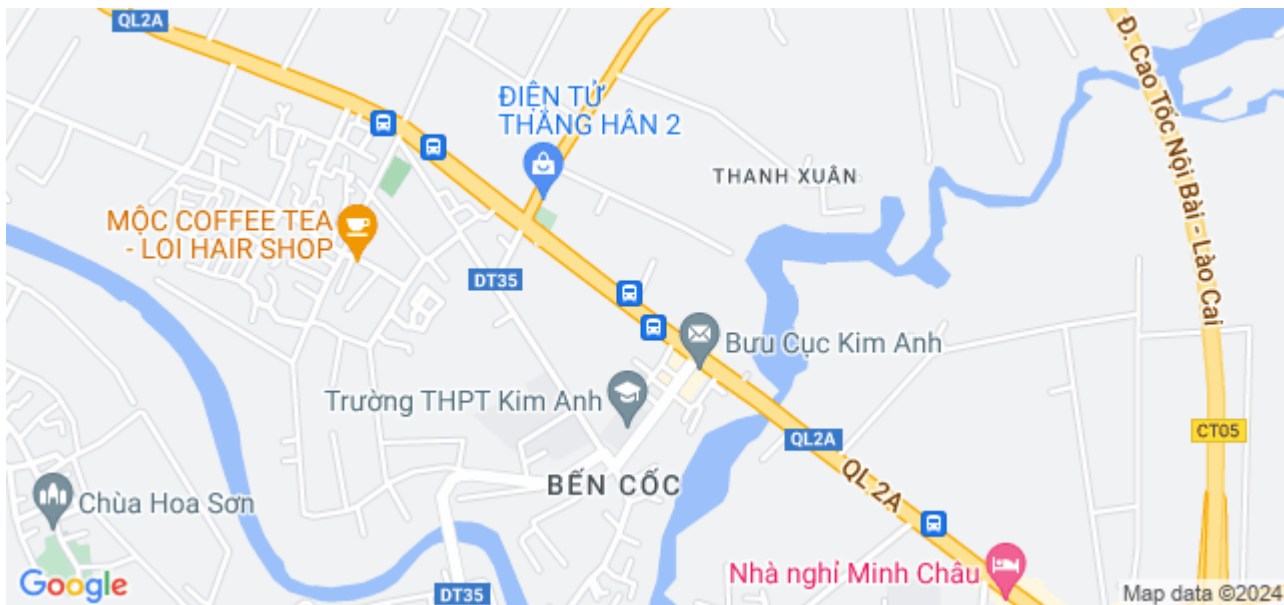 QL2A
Đ. Cao Tốc Nội Bài - Lào Cai
ĐIỆN TỬ
THẮNG HÂN 2
THANH XUÂN
MỘC COFFEE TEA
- LOI HAIR SHOP
DT35
Bưu Cục Kim Anh
Trường THPT Kim Anh
QL2A
CT05
BẾN CỐC
QL 2A
Chùa Hoa Sơn
Nhà nghỉ Minh Châu
Google
DT35
Map data ©2024